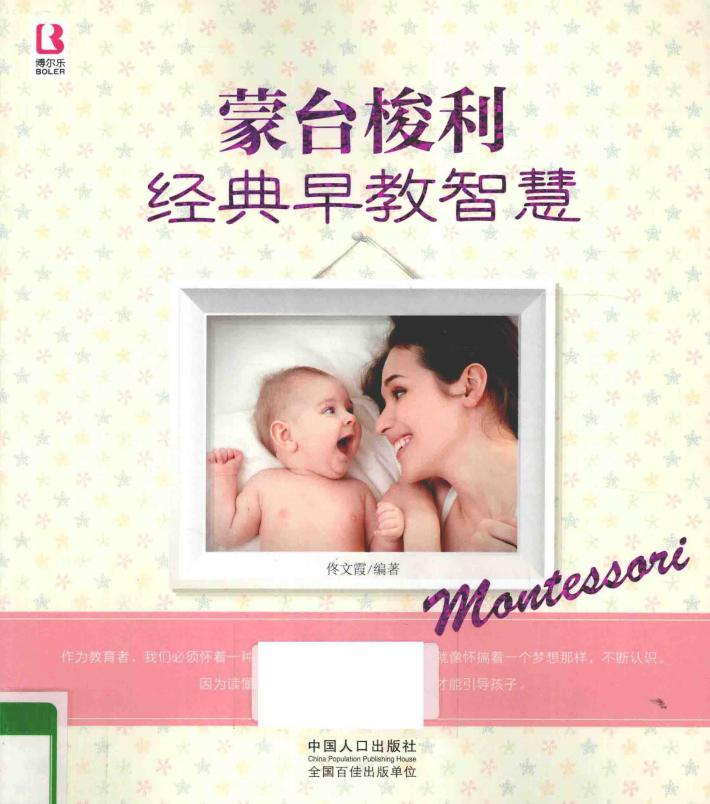 博尔乐
BOLER
蒙台梭利
经典早教智慧
佟文霞/编著
Montessori
作为教育者,我们必须怀着一种 就像怀揣着一个梦想那样,不断认识。
因为读懂 才能引导孩子。
中国人口出版社
China Population Publishing House
全国百佳出版单位